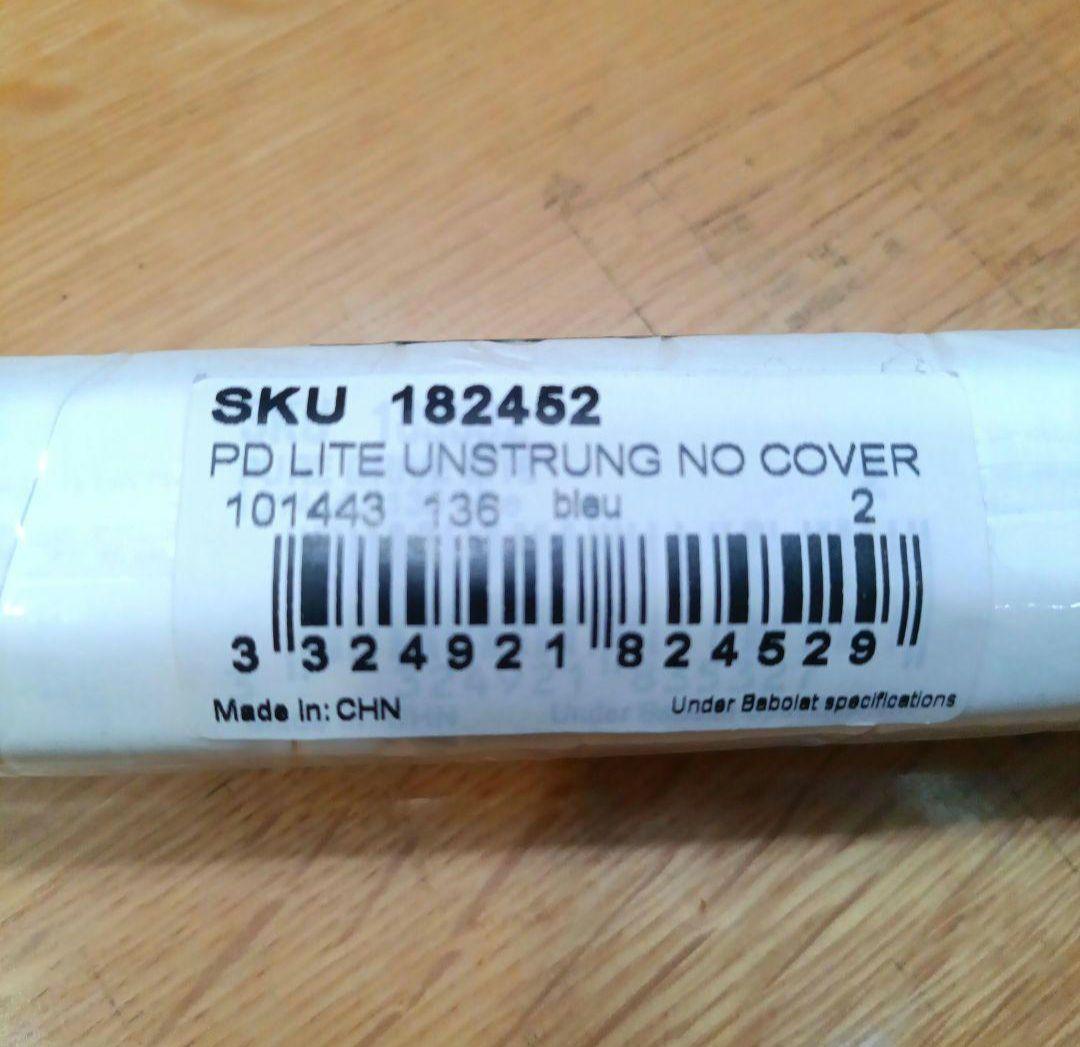 SKU 182452
PD LITE UNSTRUNG NO COVER
101443 136 bleu 2
3 324921 824529
Made in: CHN Under Babolat specifications